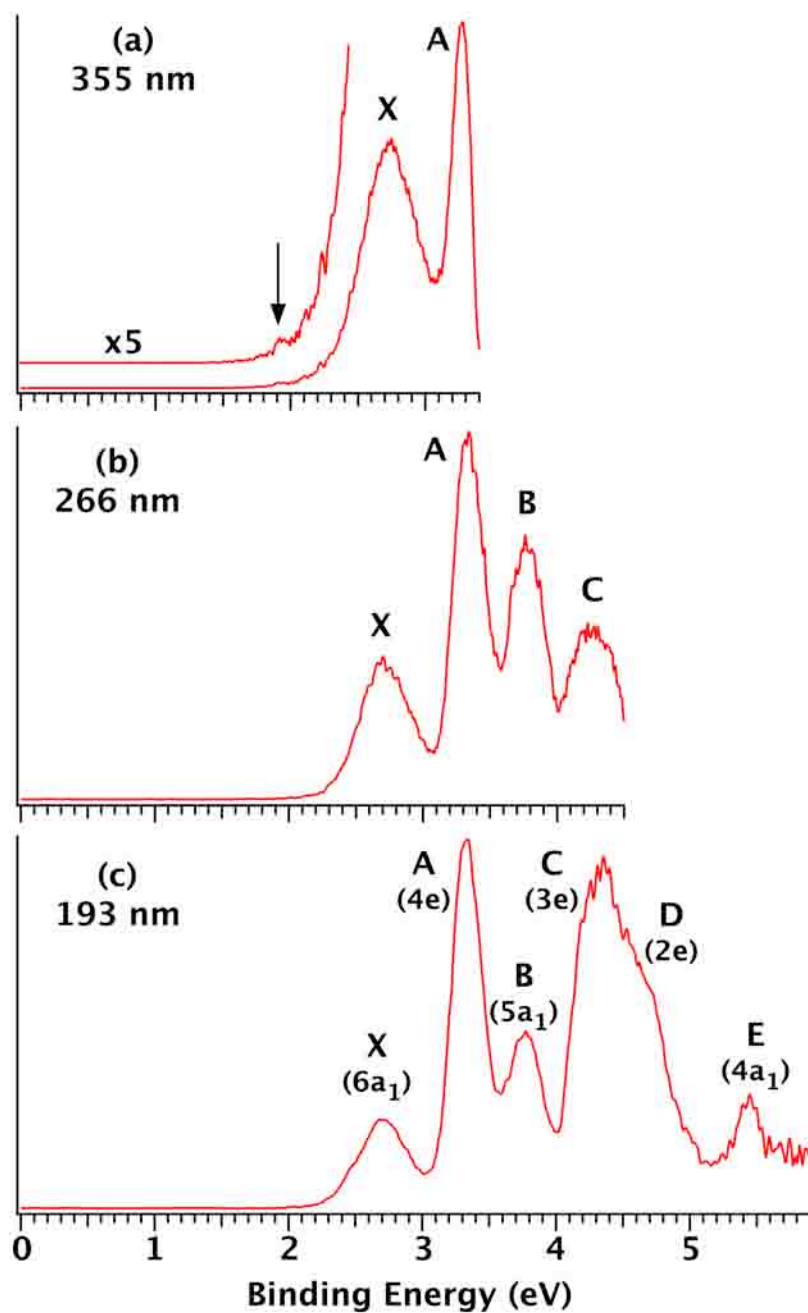 (a)
355 nm
A
X
x5
(b)
266 nm
A
B
C
X
(c)
193 nm
A
(4e)
C
(3e)
D
(2e)
B
(5a₁)
X
(6a₁)
E
(4a₁)
0 1 2 3 4 5
Binding Energy (eV)